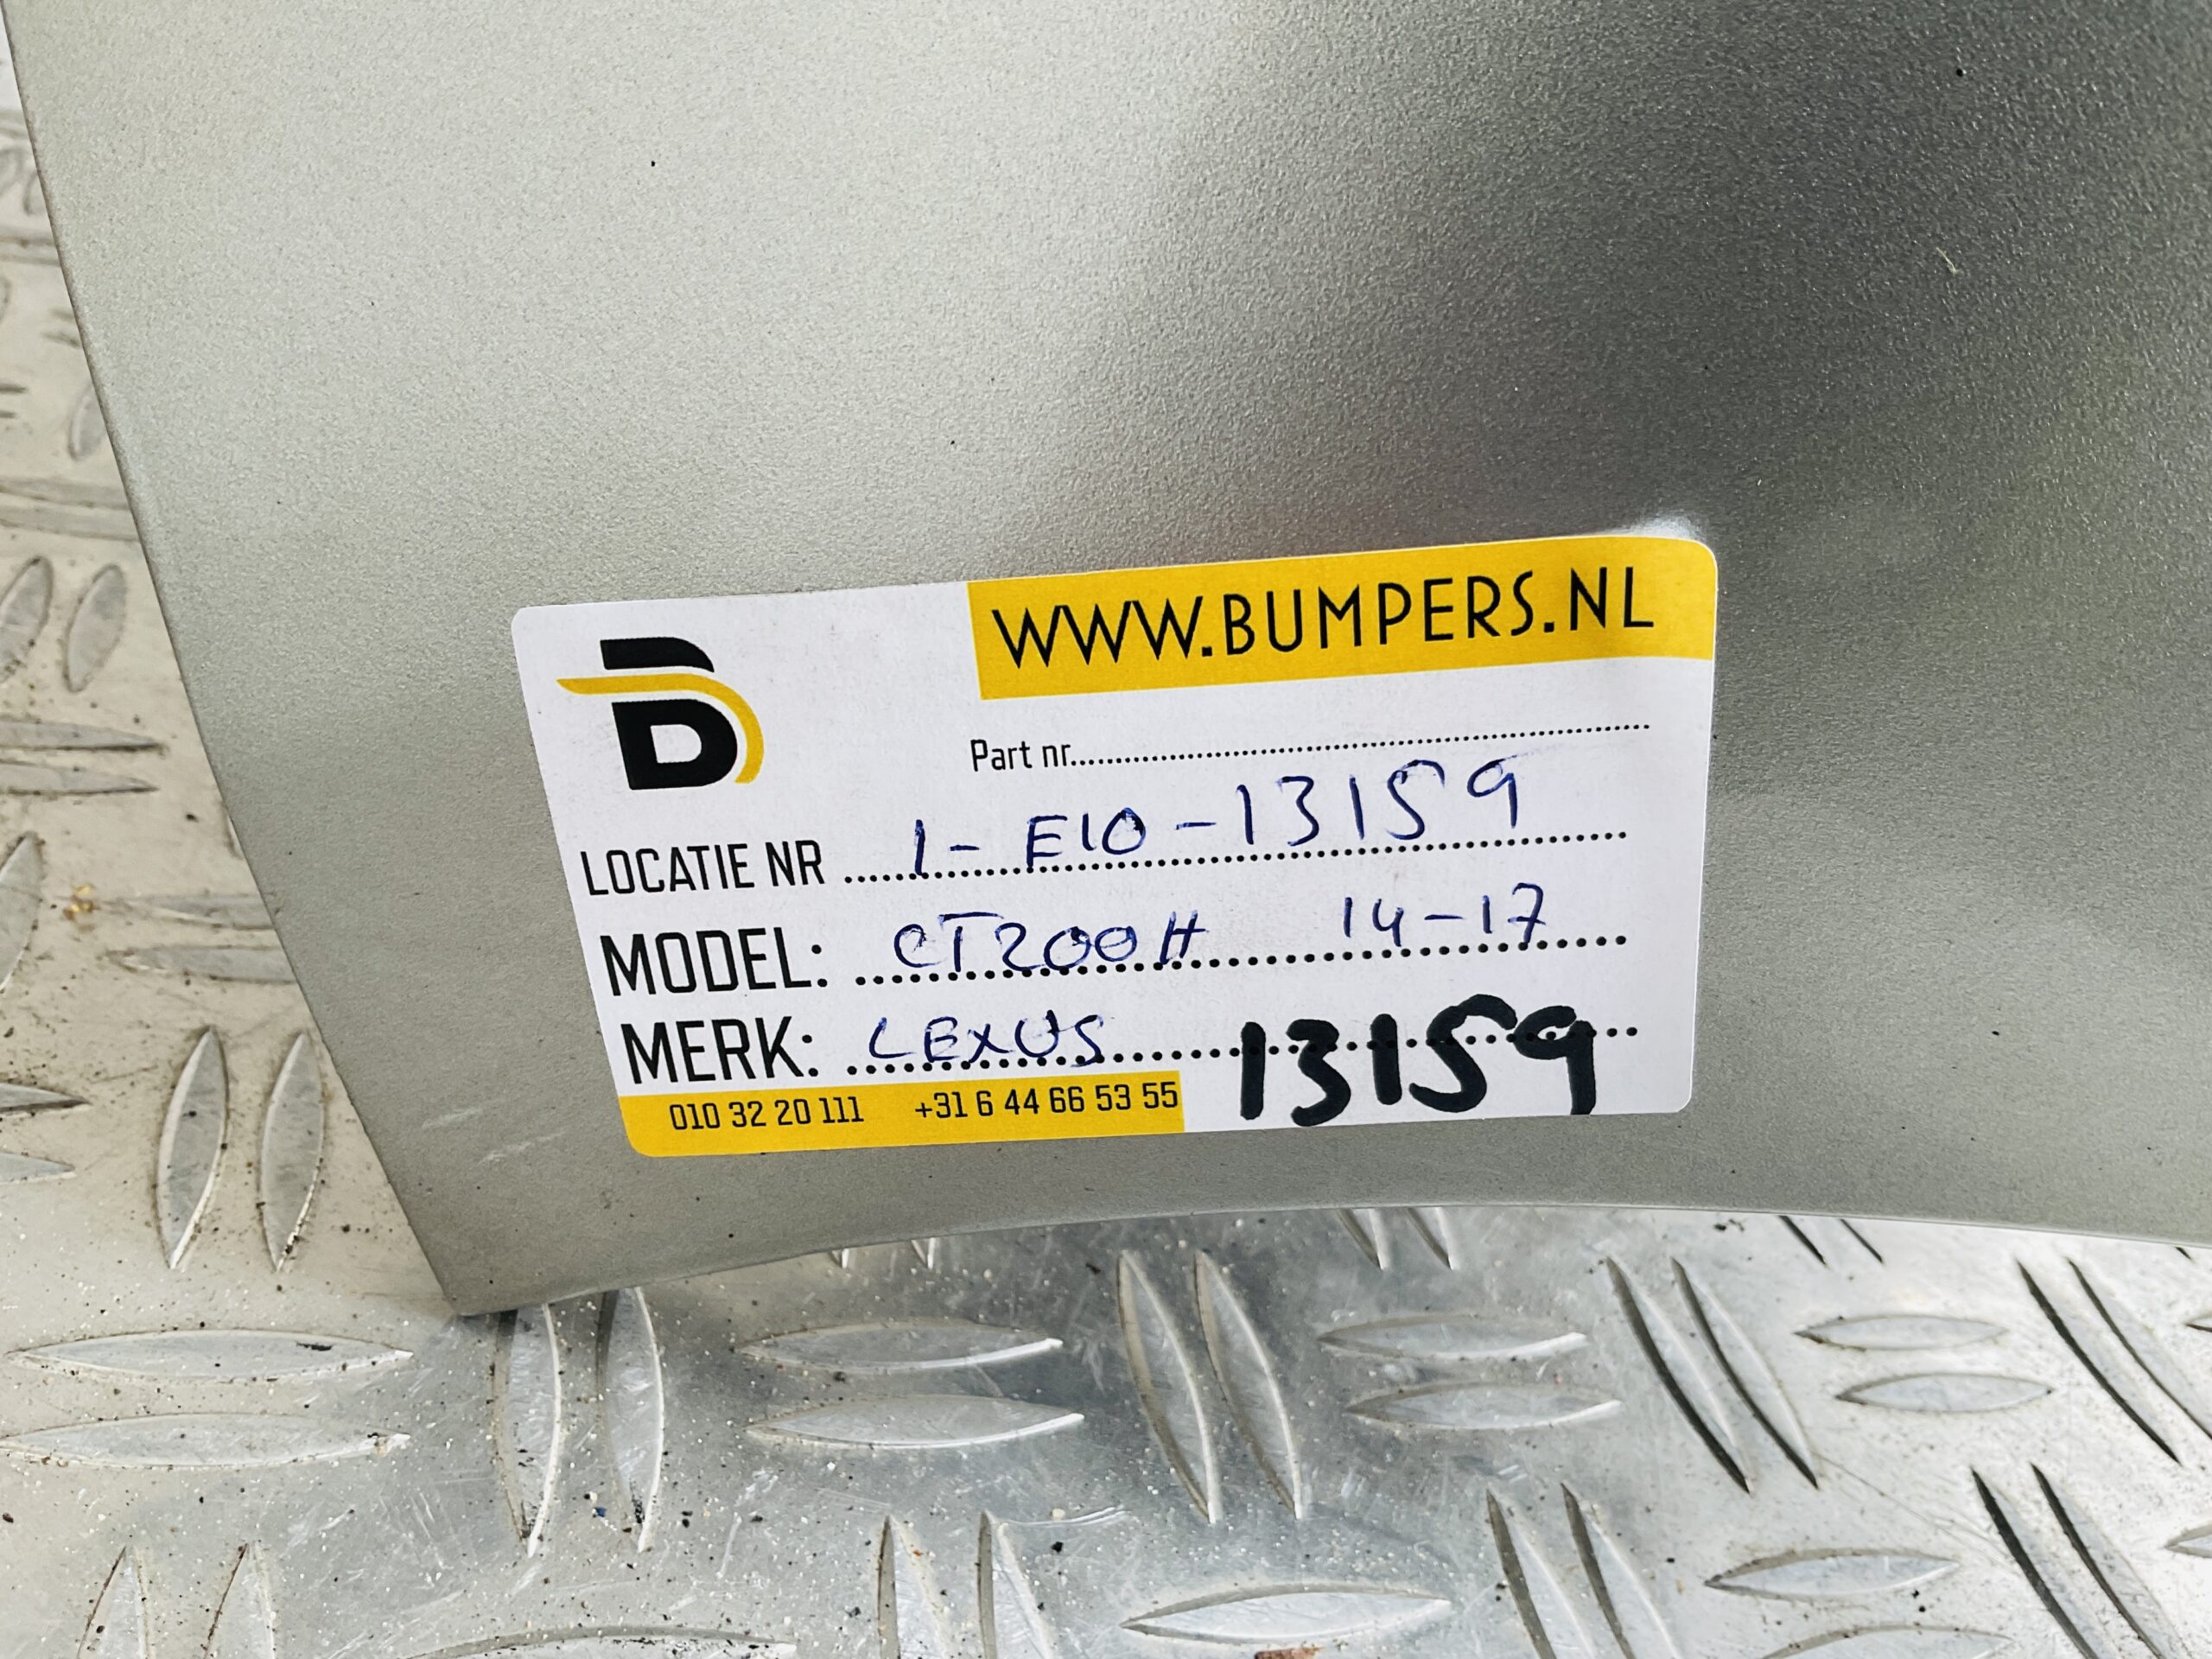 B
WWW.BUMPERS.NL
Part nr..........
LOCATIE NR 1-E10-13159
MODEL: CT200H 14-17
MERK: LEXUS 13159
010 32 20 111 +31 6 44 66 53 55